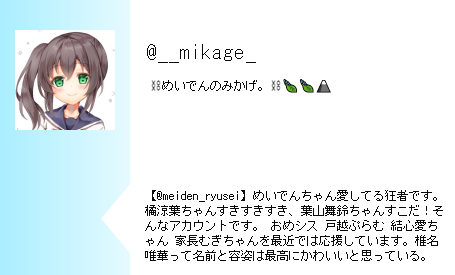 @__mikage_
⛓めいでんのみかげ。⛓🍆🍆🗻
【@meiden_ryusei】めいでんちゃん愛してる狂者です。
橘涼葉ちゃんすきすきすき、葉山舞鈴ちゃんすこだ！そ
んなアカウントです。 おめシス 戸越ぷらむ 結心愛ち
ゃん 家長むぎちゃんを最近では応援しています。椎名
唯華って名前と容姿は最高にかわいいと思っている。